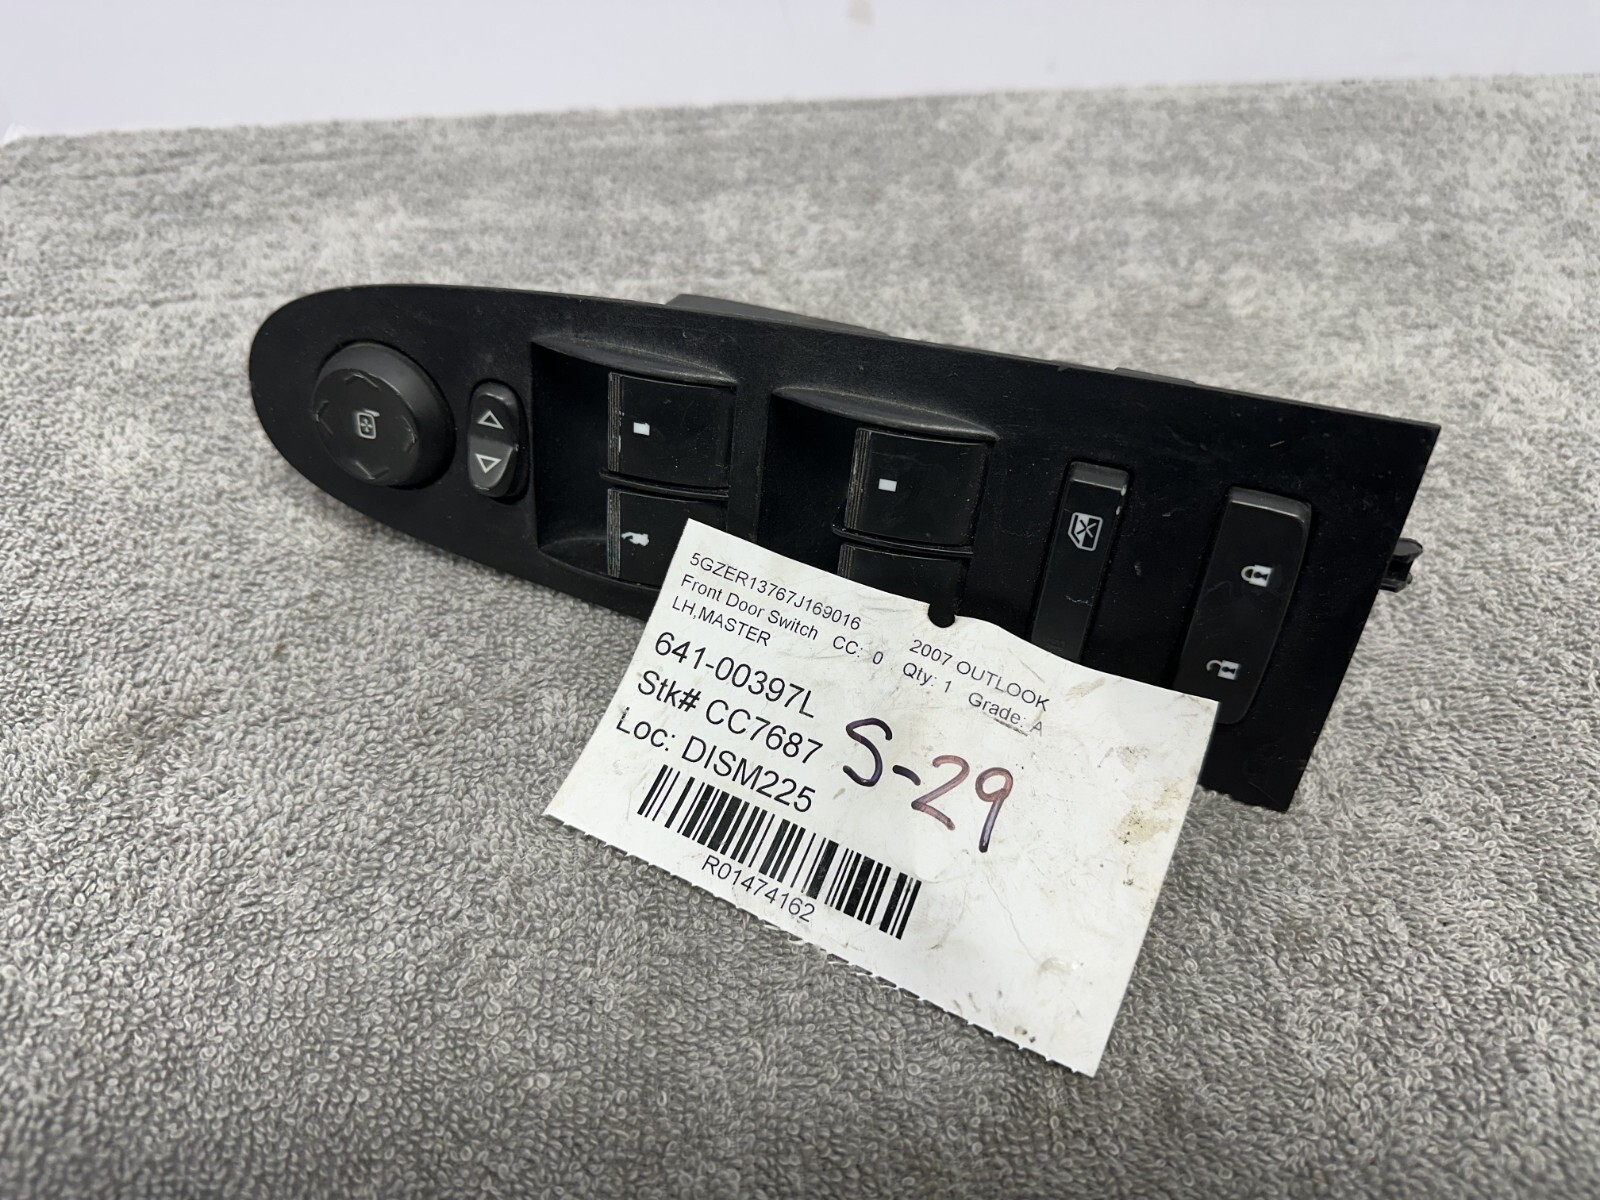 5GZER13767J169016 2007 OUTLOOK
Front Door Switch CC: 0 Qty: 1 Grade: A
LH,MASTER
641-00397L
Stk# CC7687
Loc: DISM225
S-29
R01474162